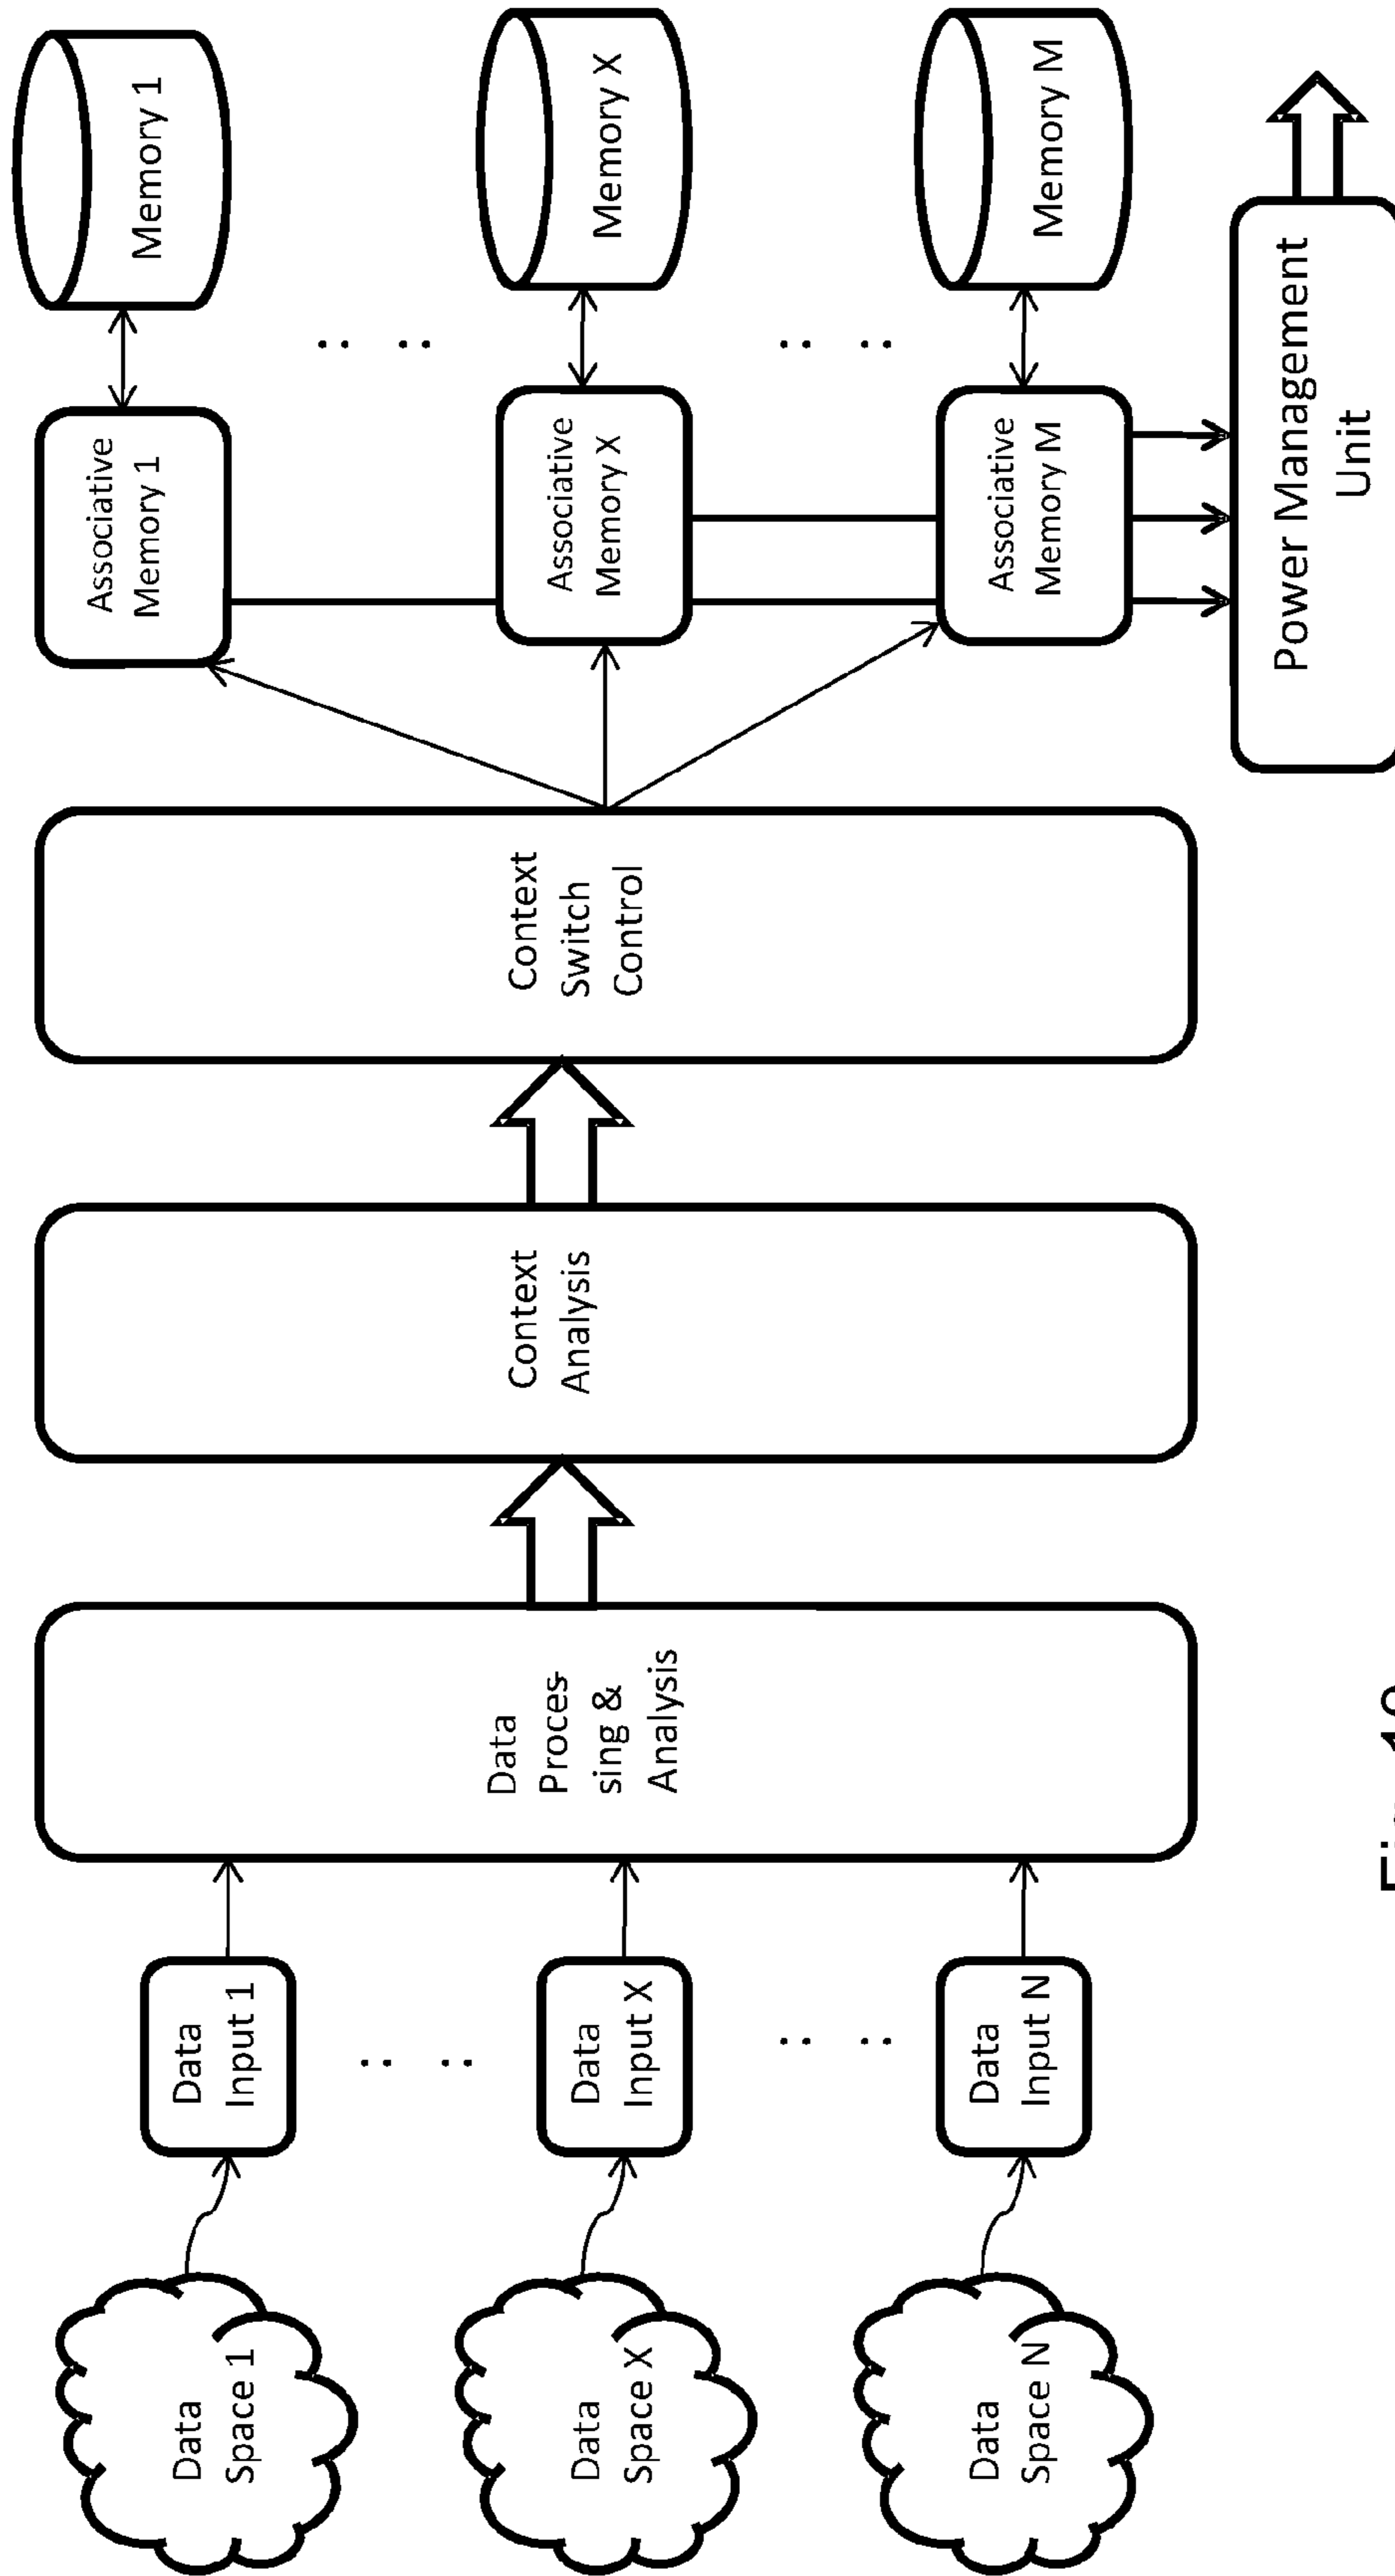 Data
Space 1
Data
Space X
Data
Space N
Data
Input 1
Data
Input X
Data
Input N
Data
Proces-
sing &
Analysis
Context
Analysis
Context
Switch
Control
Associative
Memory 1
Associative
Memory X
Associative
Memory M
Memory 1
Memory X
Memory M
Power Management
Unit
Fig.